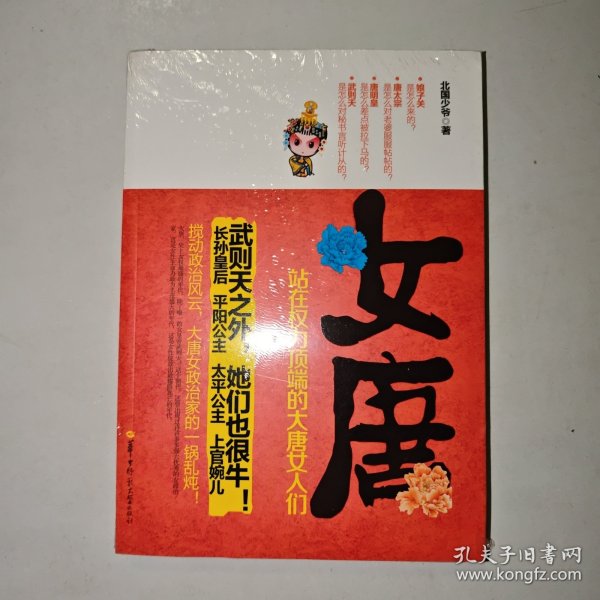 北国少爷◎著
娘子关
是怎么来的?
唐太宗
是怎么对老婆服服帖帖的?
唐明皇
是怎么差点被拉下马的?
武则天
是怎么对秘书言听计从的?
女唐
站在权力顶端的大唐女人们
武则天之外,她们也很牛!
长孙皇后 平阳公主 太平公主 上官婉儿
搅动政治风云,大唐女政治家的一锅乱炖!
孔夫子旧书网
www.kongfz.com